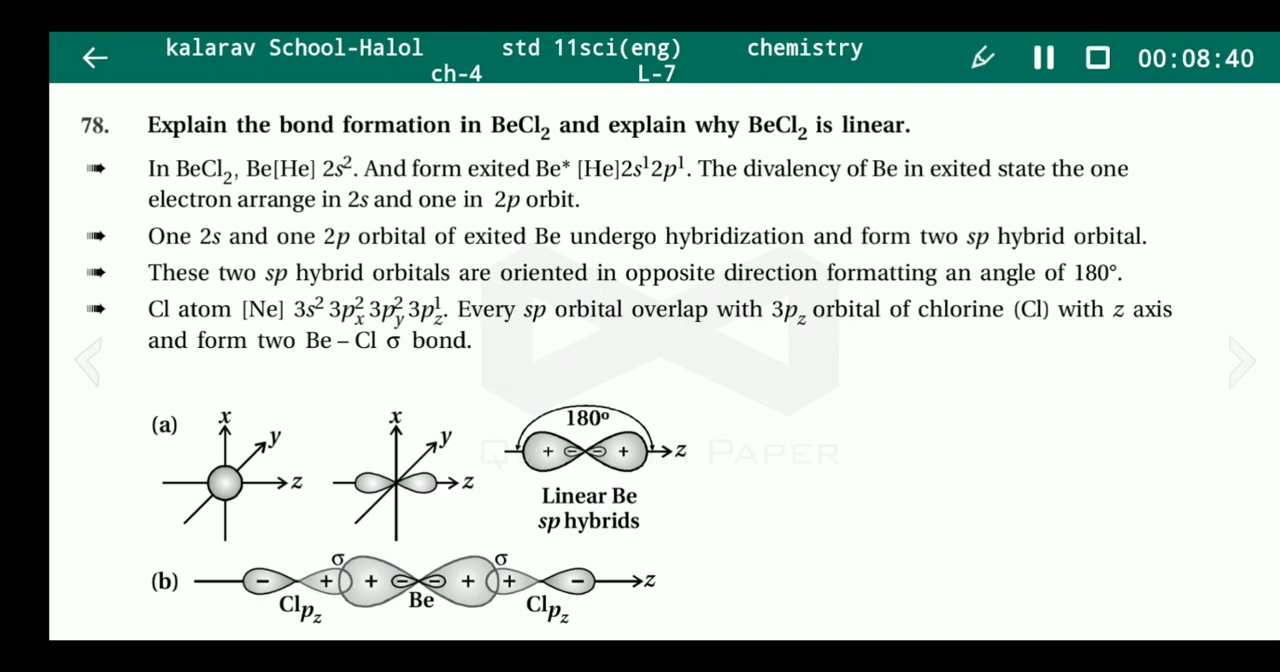 kalarav School-Halol std 11sci(eng) chemistry
ch-4 L-7
00:08:40
78. Explain the bond formation in BeCl₂ and explain why BeCl₂ is linear.
In BeCl₂, Be[He] 2s². And form exited Be* [He]2s¹2p¹. The divalency of Be in exited state the one
electron arrange in 2s and one in 2p orbit.
One 2s and one 2p orbital of exited Be undergo hybridization and form two sp hybrid orbital.
These two sp hybrid orbitals are oriented in opposite direction formatting an angle of 180°.
Cl atom [Ne] 3s² 3pₓ² 3p_y² 3p_z¹. Every sp orbital overlap with 3p_z orbital of chlorine (Cl) with z axis
and form two Be – Cl σ bond.
(a) x y z x y z 180° + ⊖ ⊖ + z
PAPER
Linear Be
sp hybrids
σ σ
(b) − + + ⊖ ⊖ + + − z
Clp_z Be Clp_z